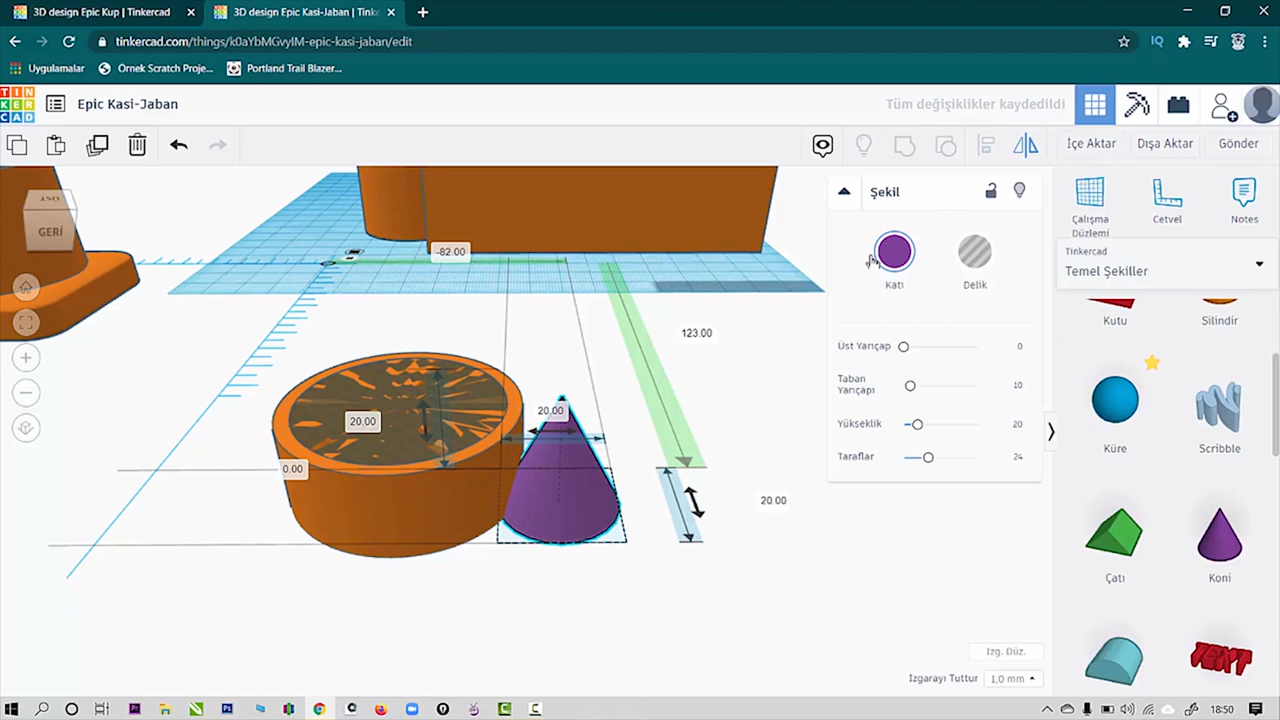 3D design Epic Kup | Tinkercad
3D design Epic Kasi-Jaban | Tink
tinkercad.com/things/k0aYbMGvyIM-epic-kasi-jaban/edit
Uygulamalar
Örnek Scratch Proje...
Portland Trail Blazer...
TIN
KER
CAD
Epic Kasi-Jaban
Tüm değişiklikler kaydedildi
İçe Aktar
Dışa Aktar
Gönder
ÜST
GERİ
-82.00
123.00
20.00
20.00
0.00
20.00
Şekil
Katı
Delik
Üst Yarıçap
0
Taban Yarıçapı
10
Yükseklik
20
Taraflar
24
Çalışma Düzlemi
Cetvel
Notes
Tinkercad
Temel Şekiller
Kutu
Silindir
Küre
Scribble
Çatı
Koni
TEXT
Izg. Düz.
Izgarayı Tuttur
1,0 mm
18:50